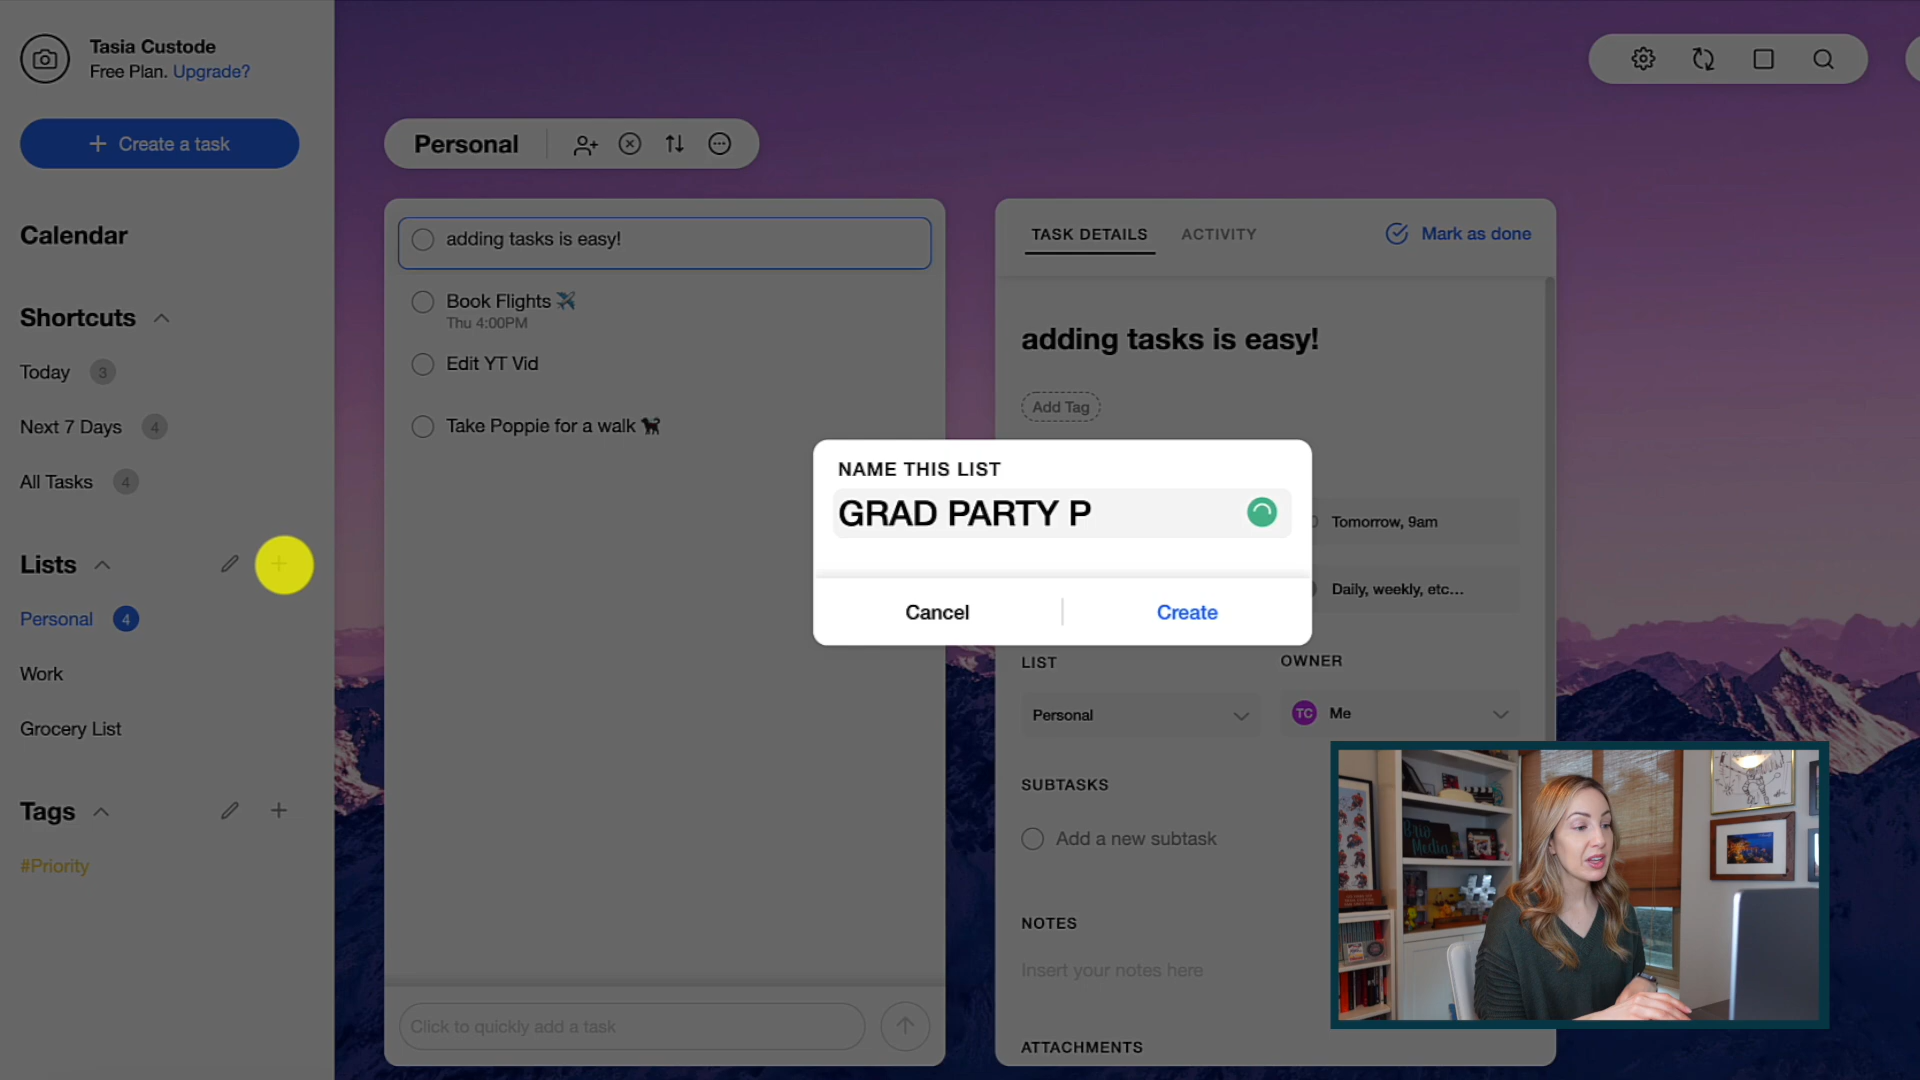 Tasia Custode
Free Plan. Upgrade?
Create a task
Calendar
Shortcuts
Today 3
Next 7 Days 4
All Tasks 4
Lists
Personal 4
Work
Grocery List
Tags
#Priority
Personal
adding tasks is easy!
Book Flights ✈️
Thu 4:00PM
Edit YT Vid
Take Poppie for a walk 🐕‍🦺
Click to quickly add a task
TASK DETAILS
ACTIVITY
Mark as done
adding tasks is easy!
Add Tag
NAME THIS LIST
GRAD PARTY P
Cancel
Create
Tomorrow, 9am
Daily, weekly, etc...
LIST
OWNER
Personal
TC Me
SUBTASKS
Add a new subtask
NOTES
Insert your notes here
ATTACHMENTS
Brio
Media
#